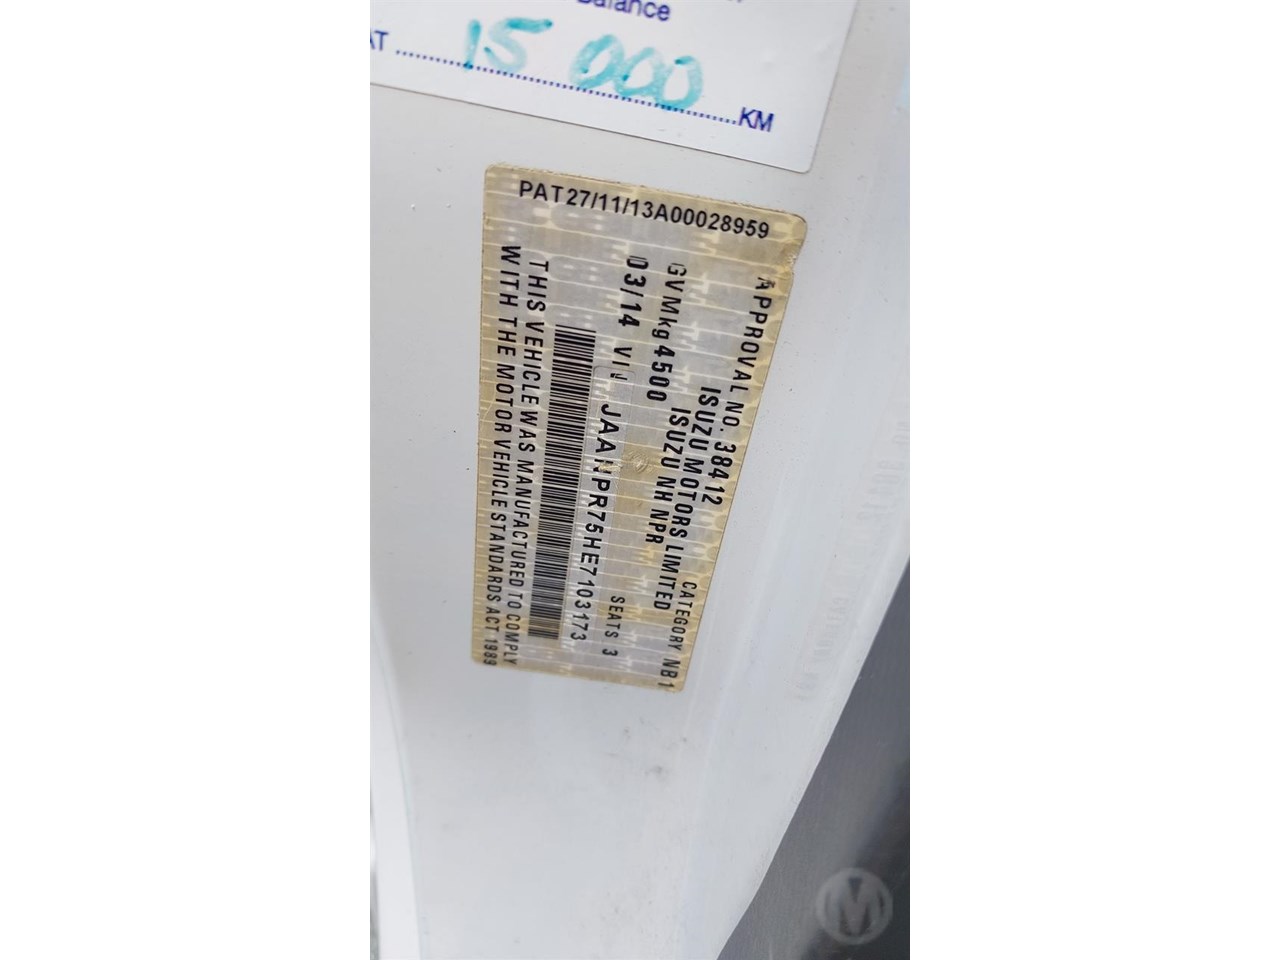 Balance
AT 15 000 KM
PAT27/11/13A00028959
APPROVAL NO. 38412 CATEGORY NB1
ISUZU MOTORS LIMITED
GVMkg 4500 ISUZU NH NPR
03/14 VIN JAANPR75HE7103173 SEATS 3
THIS VEHICLE WAS MANUFACTURED TO COMPLY
WITH THE MOTOR VEHICLE STANDARDS ACT 1989
M